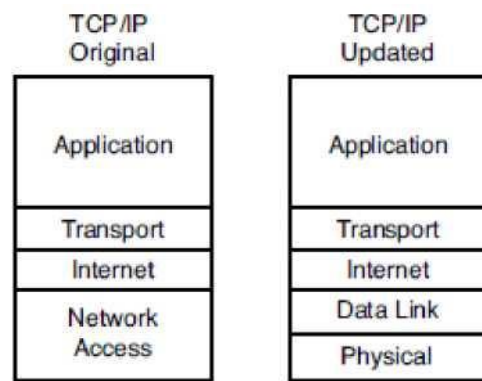 TCP/IP
Original
Application
Transport
Internet
Network
Access
TCP/IP
Updated
Application
Transport
Internet
Data Link
Physical